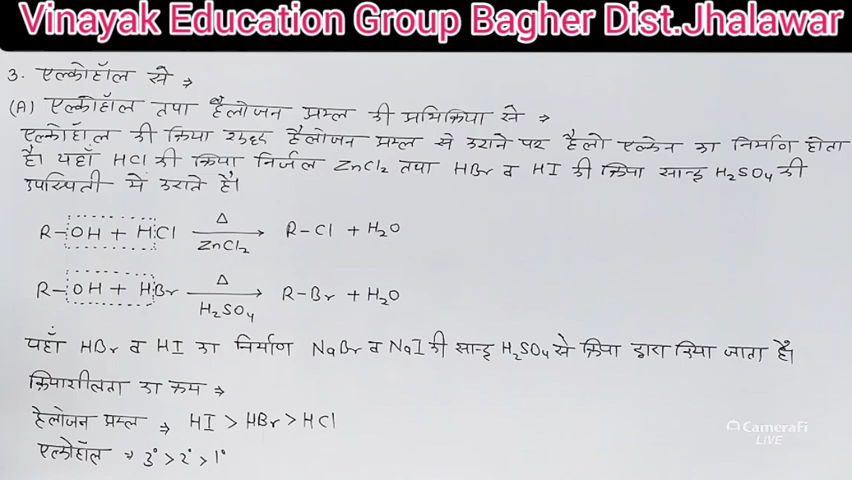 Vinayak Education Group Bagher Dist.Jhalawar
3. एल्कोहॉल से ⇒
(A) एल्कोहॉल तथा हैलोजन अम्ल की अभिक्रिया से ⇒
एल्कोहॉल की क्रिया हैलोजन अम्ल से कराने पर हैलो एल्केन का निर्माण होता
है। यहाँ HCl की क्रिया निर्जल ZnCl₂ तथा HBr व HI की क्रिया सान्द्र H₂SO₄ की
उपस्थिती में कराते है।
R-OH + HCl Δ ZnCl₂ → R-Cl + H₂O
R-OH + HBr Δ H₂SO₄ → R-Br + H₂O
यहाँ HBr व HI का निर्माण NaBr व NaI की सान्द्र H₂SO₄ से क्रिया द्वारा किया जाता है।
क्रियाशीलता का क्रम ⇒
हेलोजन अम्ल ⇒ HI > HBr > HCl
एल्कोहॉल ⇒ 3° > 2° > 1°
CameraFi
LIVE